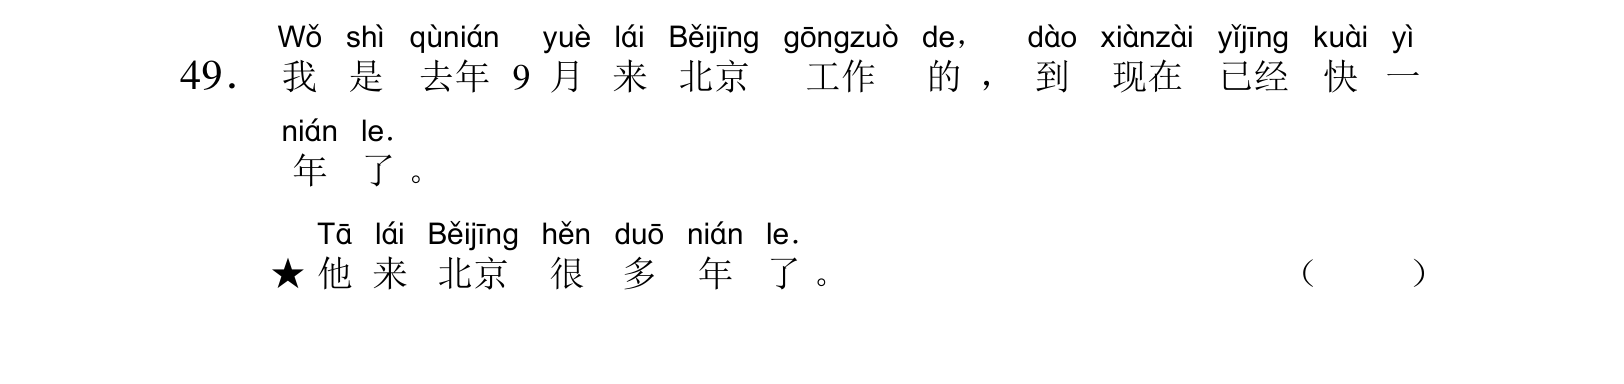 Wǒ shì qùnián yuè lái Běijīng gōngzuò de, dào xiànzài yǐjīng kuài yì
49. 我 是 去年 9 月 来 北京 工作 的 , 到 现在 已经 快 一
nián le.
年 了 。
Tā lái Běijīng hěn duō nián le.
★ 他 来 北京 很 多 年 了 。 ( )